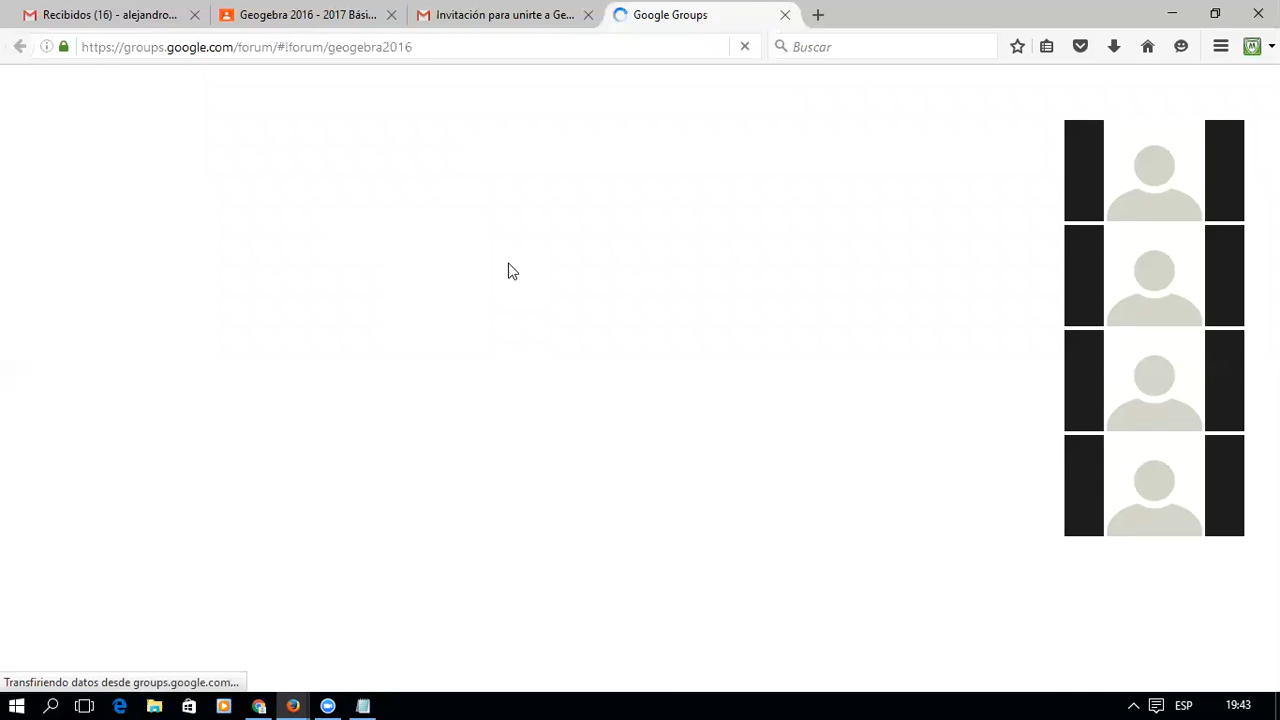 Recibidos (16) - alejandro...
Geogebra 2016 - 2017 Bási...
Invitación para unirte a Ge...
Google Groups
https://groups.google.com/forum/#!forum/geogebra2016
Buscar
Transfiriendo datos desde groups.google.com...
ESP
19:43